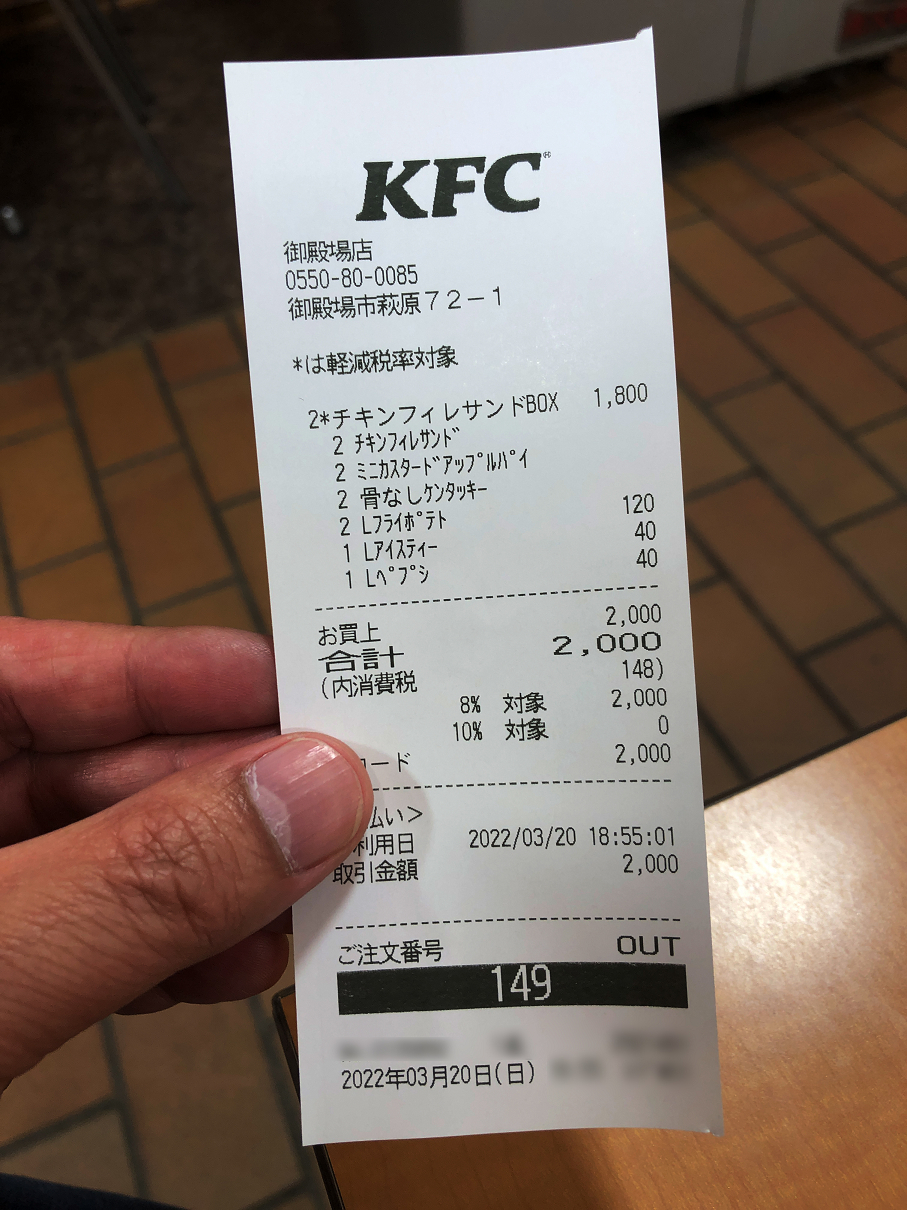 KFC®
御殿場店
0550-80-0085
御殿場市萩原７２－１
*は軽減税率対象
2*チキンフィレサンドBOX 1,800
2 ﾁｷﾝﾌｨﾚｻﾝﾄﾞ
2 ﾐﾆｶｽﾀｰﾄﾞｱｯﾌﾟﾙﾊﾟｲ
2 骨なしｹﾝﾀｯｷｰ
2 Lﾌﾗｲﾎﾟﾃﾄ 120
1 Lｱｲｽﾃｨｰ 40
1 Lﾍﾟﾌﾟｼ 40
お買上 2,000
合計 2,000
(内消費税 148)
8% 対象 2,000
10% 対象 0
ード 2,000
払い>
利用日 2022/03/20 18:55:01
取引金額 2,000
ご注文番号 OUT
149
2022年03月20日(日)